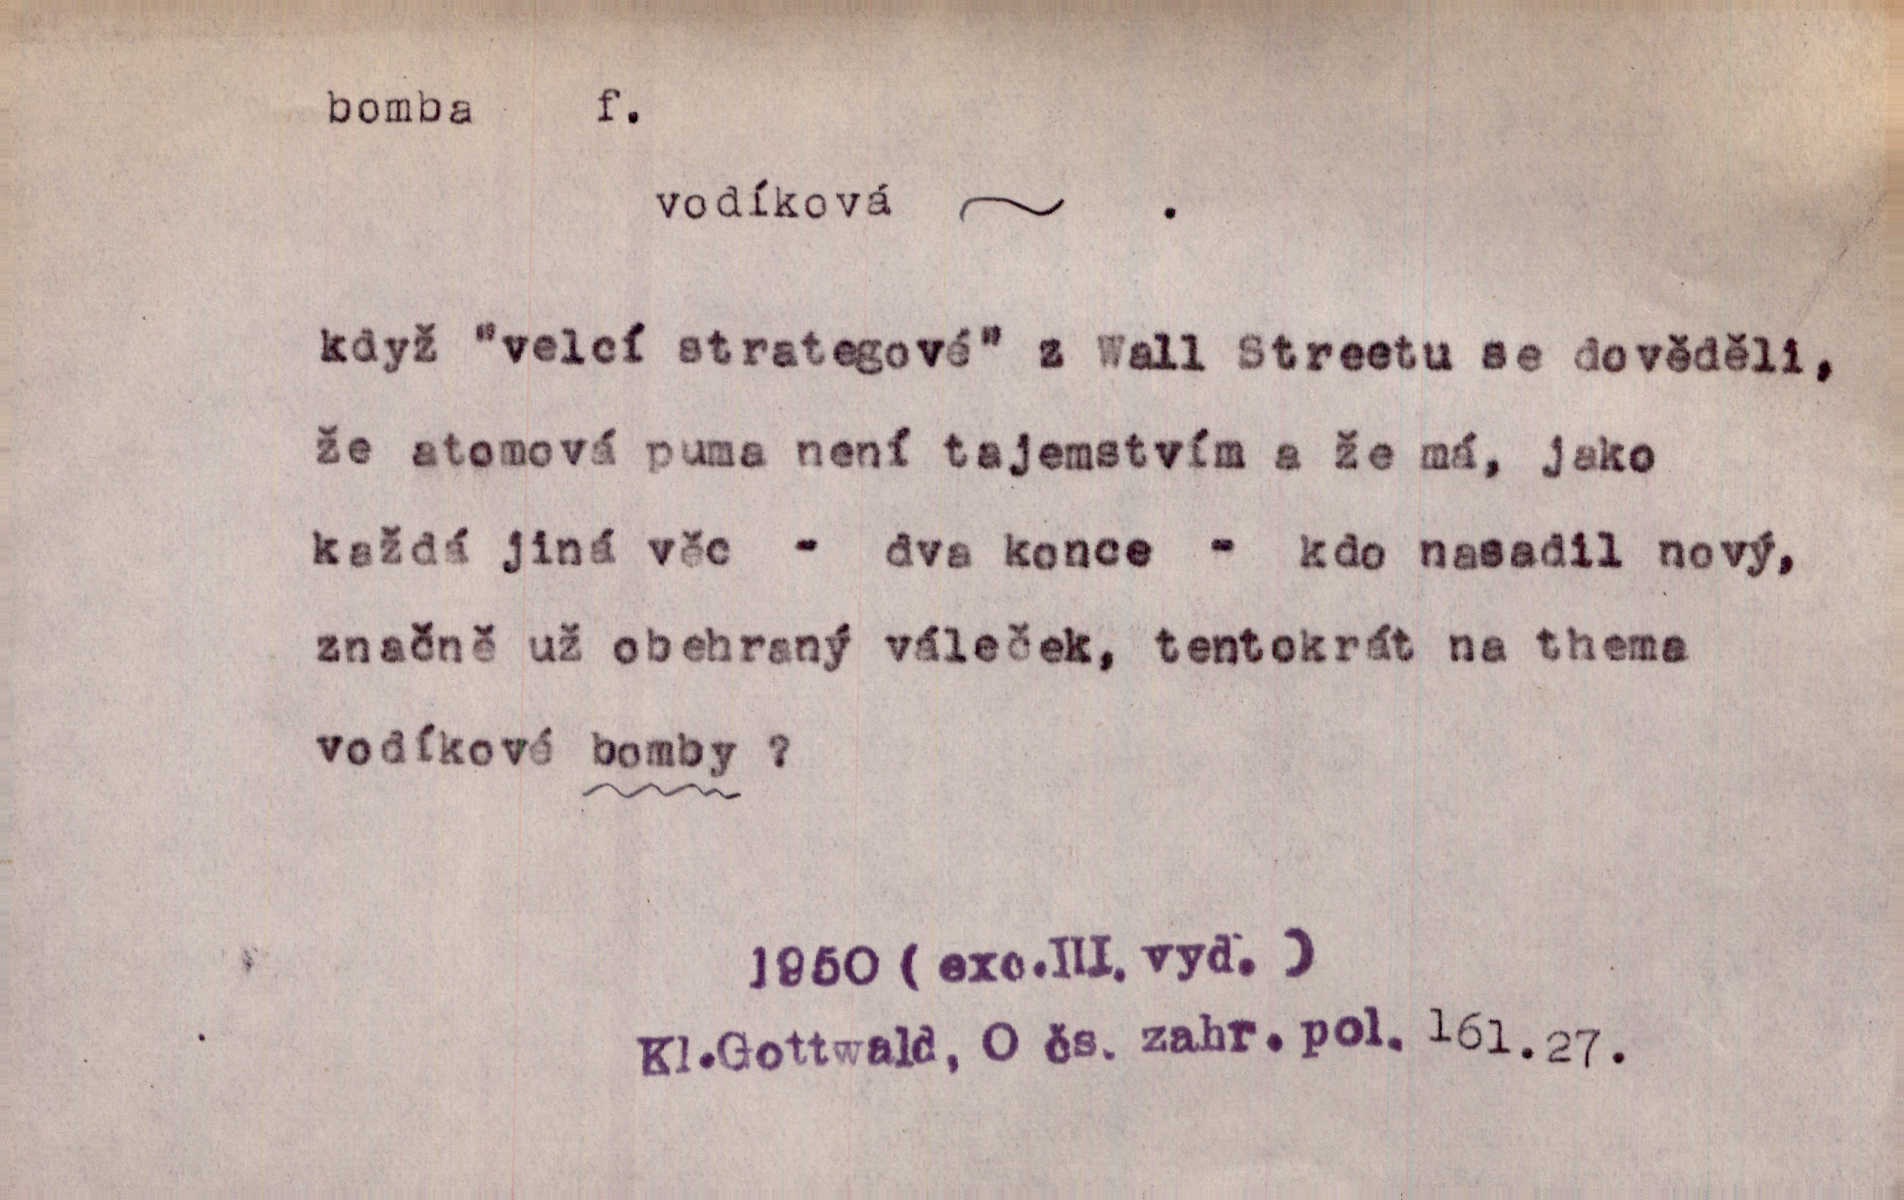 bomba f.
vodíková ~ .
když "velcí strategové" z Wall Streetu se dověděli,
že atomová puma není tajemstvím a že má, jako
každá jiná věc - dva konce - kdo nasadil nový,
značně už obehraný váleček, tentokrát na thema
vodíkové bomby ?
1950 ( exc.III. vyd. )
Kl.Gottwald, O čs. zahr. pol. 161.27.